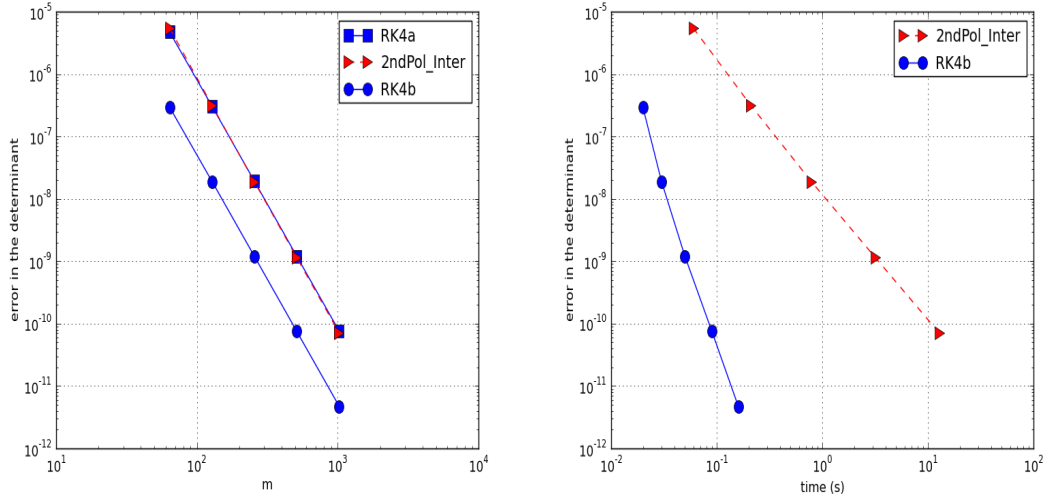 10^-5
10^-6
10^-7
10^-8
10^-9
10^-10
10^-11
10^-12
error in the determinant
RK4a
2ndPol_Inter
RK4b
10^1
10^2
10^3
10^4
m
10^-5
10^-6
10^-7
10^-8
10^-9
10^-10
10^-11
10^-12
error in the determinant
2ndPol_Inter
RK4b
10^-2
10^-1
10^0
10^1
10^2
time (s)